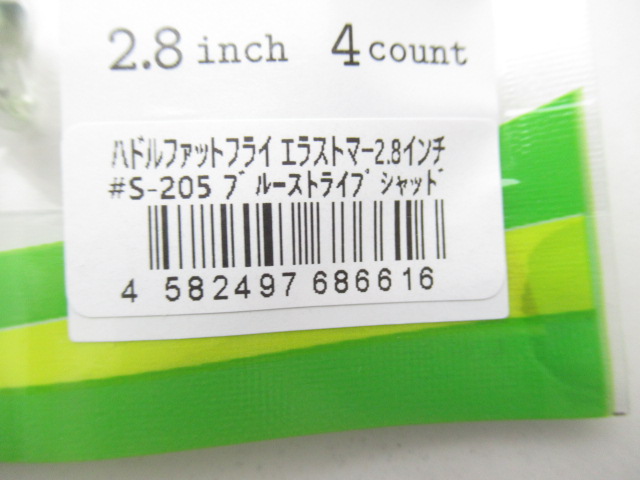 2.8 inch 4 count
ハドルファットフライ エラストマー2.8インチ
#S-205 ブルーストライプ シャッド
4 582497 686616